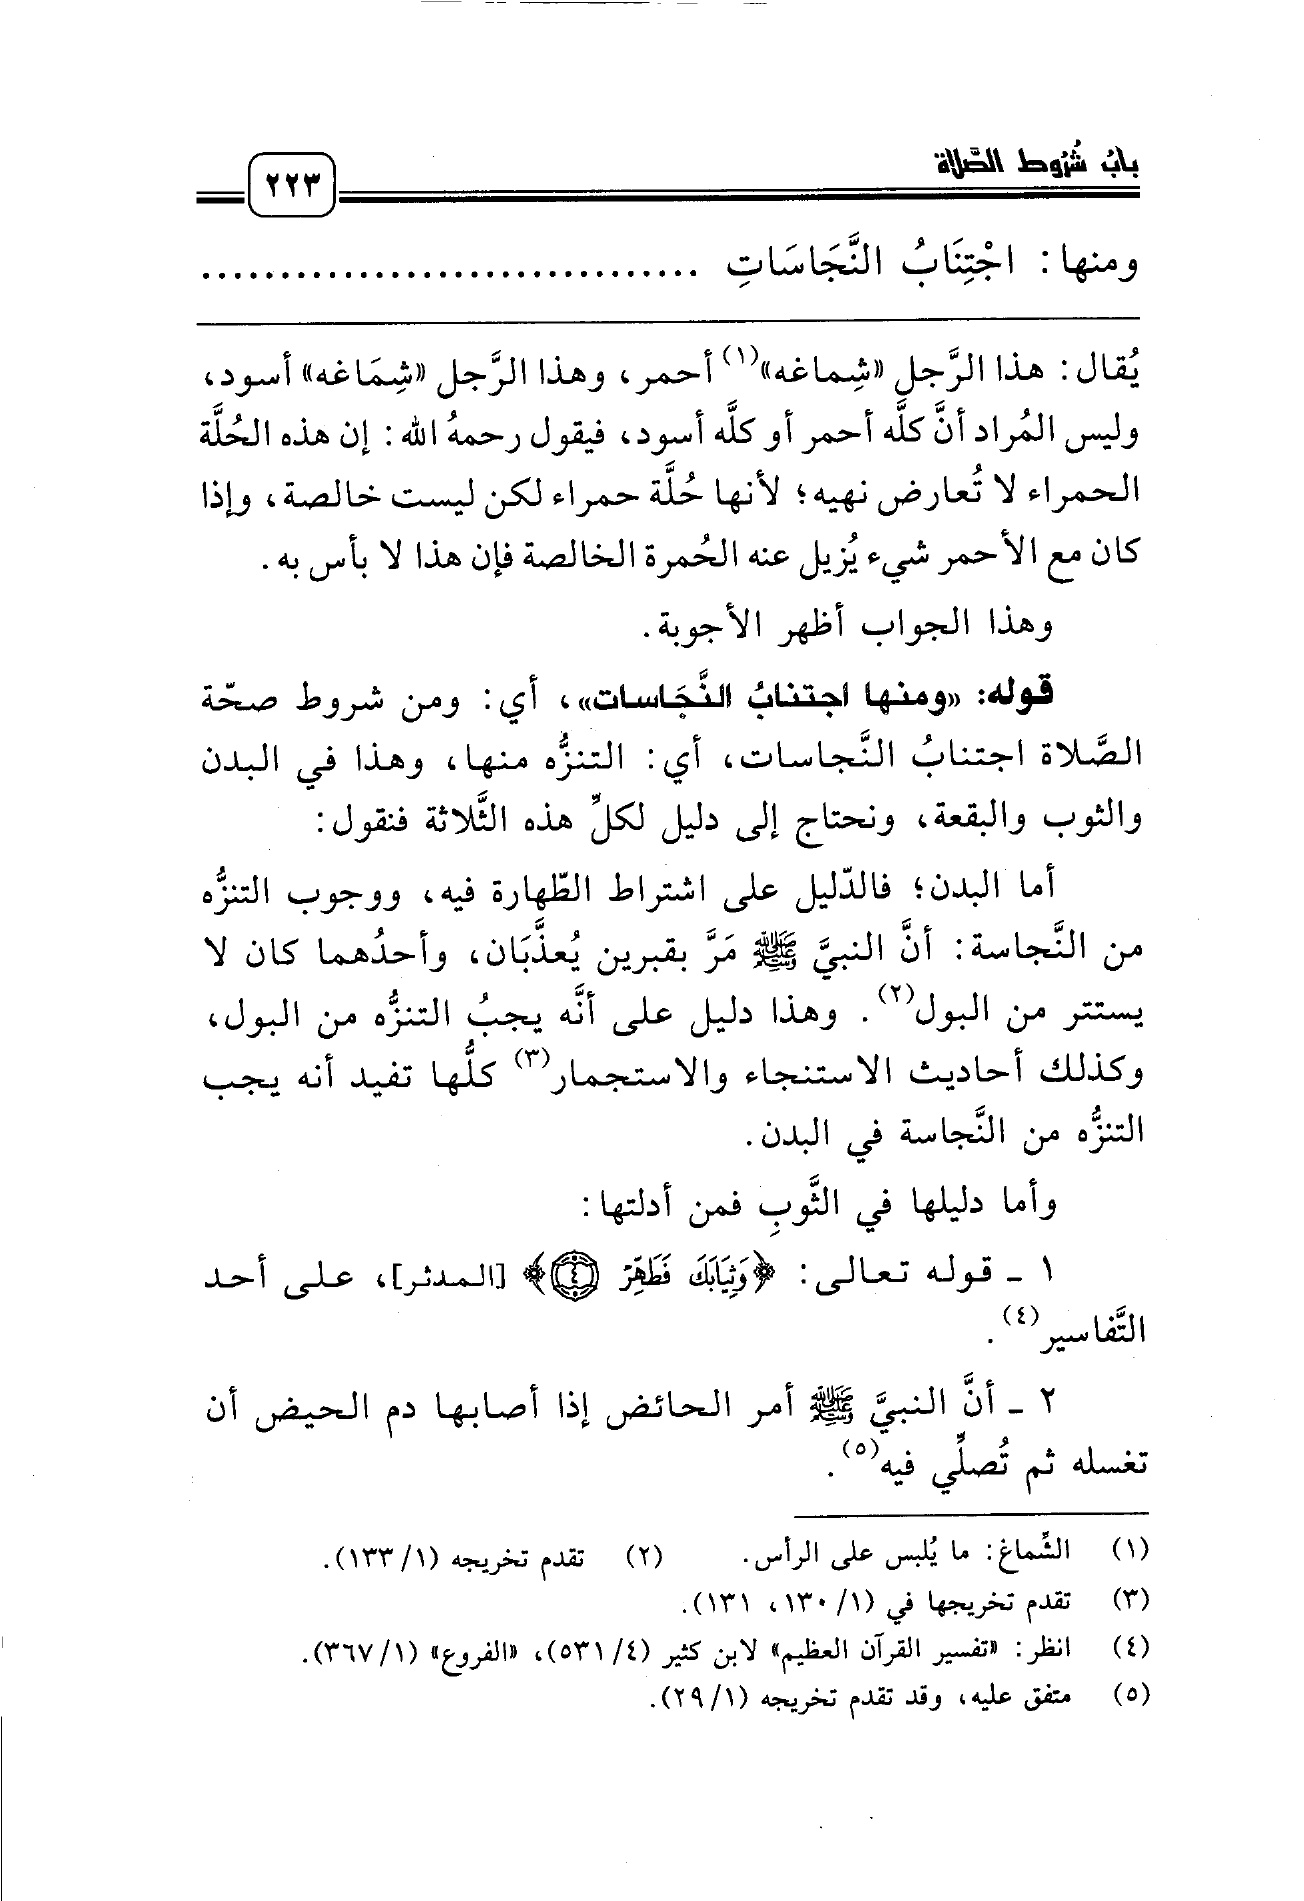 باب شُرُوط الصَّلاة
٢٢٣
ومنها: اجْتِنَابُ النَّجَاسَاتِ ................................
يُقال: هذا الرَّجل «شِماغه»(١) أحمر، وهذا الرَّجل «شِمَاغه» أسود،
وليس المُراد أنَّ كلَّه أحمر أو كلَّه أسود، فيقول رحمهُ الله: إن هذه الحُلَّة
الحمراء لا تُعارض نهيه؛ لأنها حُلَّة حمراء لكن ليست خالصة، وإذا
كان مع الأحمر شيء يُزيل عنه الحُمرة الخالصة فإن هذا لا بأس به.
وهذا الجواب أظهر الأجوبة.
قوله: «ومنها اجتنابُ النَّجَاسات»، أي: ومن شروط صحّة
الصَّلاة اجتنابُ النَّجاسات، أي: التنزُّه منها، وهذا في البدن
والثوب والبقعة، ونحتاج إلى دليل لكلِّ هذه الثَّلاثة فنقول:
أما البدن؛ فالدّليل على اشتراط الطّهارة فيه، ووجوب التنزُّه
من النَّجاسة: أنَّ النبيَّ ﷺ مَرَّ بقبرين يُعذَّبَان، وأحدُهما كان لا
يستتر من البول(٢). وهذا دليل على أنَّه يجبُ التنزُّه من البول،
وكذلك أحاديث الاستنجاء والاستجمار(٣) كلُّها تفيد أنه يجب
التنزُّه من النَّجاسة في البدن.
وأما دليلها في الثَّوبِ فمن أدلتها:
١ ـ قوله تعالى: ﴿وَثِيَابَكَ فَطَهِّرْ ٤﴾ [المدثر]، على أحد
التَّفاسير(٤).
٢ ـ أنَّ النبيَّ ﷺ أمر الحائض إذا أصابها دم الحيض أن
تغسله ثم تُصلِّي فيه(٥).
(١) الشِّماغ: ما يُلبس على الرأس. (٢) تقدم تخريجه (١/ ١٣٣).
(٣) تقدم تخريجها في (١/ ١٣٠، ١٣١).
(٤) انظر: «تفسير القرآن العظيم» لابن كثير (٤/ ٥٣١)، «الفروع» (١/ ٣٦٧).
(٥) متفق عليه، وقد تقدم تخريجه (١/ ٢٩).